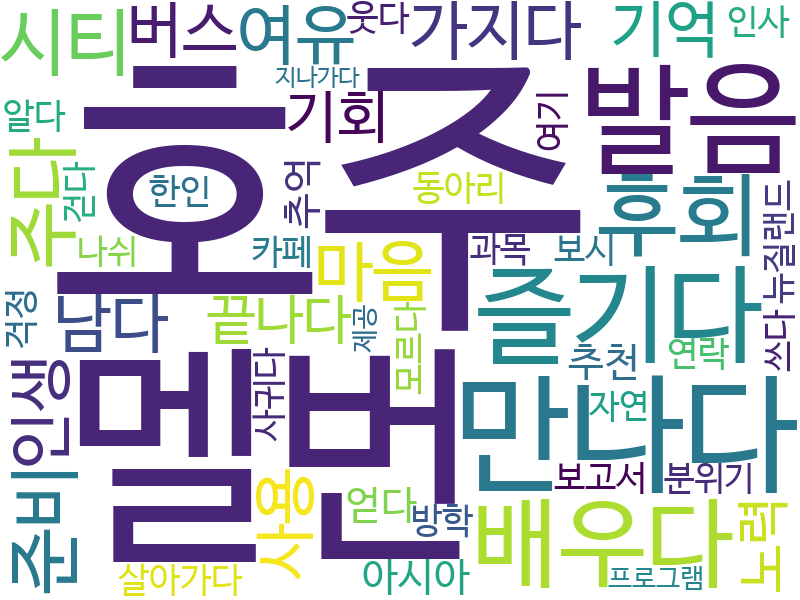 시티
버스
여유
웃다
가지다
기억
인사
알다
호주
지나가다
기회
여기
발음
주다
걷다
한인
추억
동아리
후회
뉴질랜드
나쉬
카페
마음
과목
보시
걱정
담다
끝나다
제공
모르다
즐기다
쓰다
인생
멜번
사귀다
추천
연락
만나다
자연
준비
사용
얻다
방학
보고서
분위기
배우다
노력
살아가다
아시아
프로그램